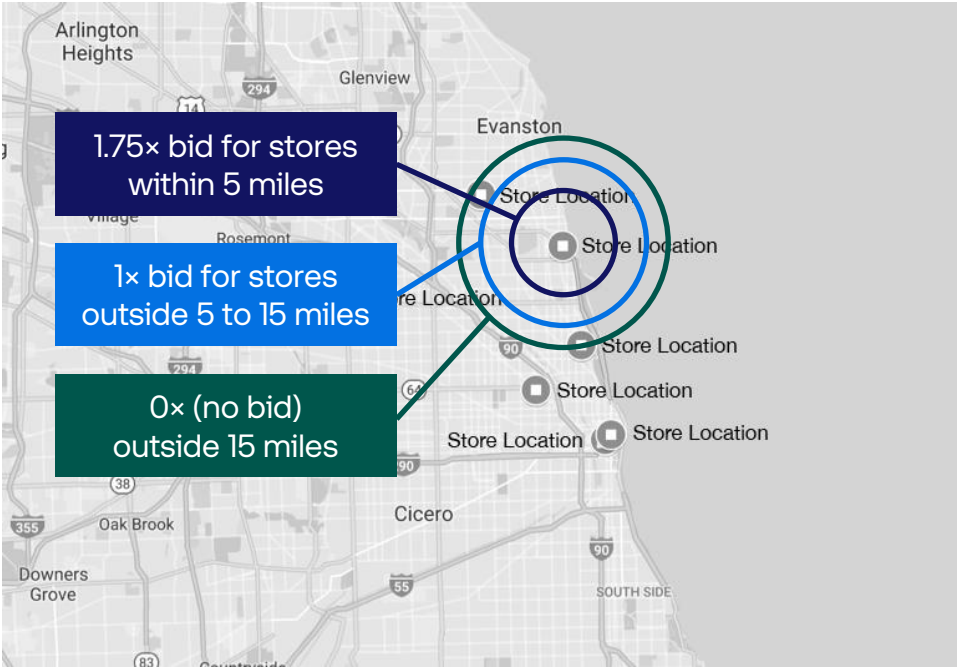 Arlington
Heights
Glenview
294
14
Evanston
1.75× bid for stores
within 5 miles
Store Location
Village
Rosemont
Store Location
1× bid for stores
outside 5 to 15 miles
re Location
90
Store Location
294
64
Store Location
0× (no bid)
outside 15 miles
Store Location
Store Location
90
38
Cicero
355
Oak Brook
90
Downers
Grove
55
SOUTH SIDE
83
Countryside